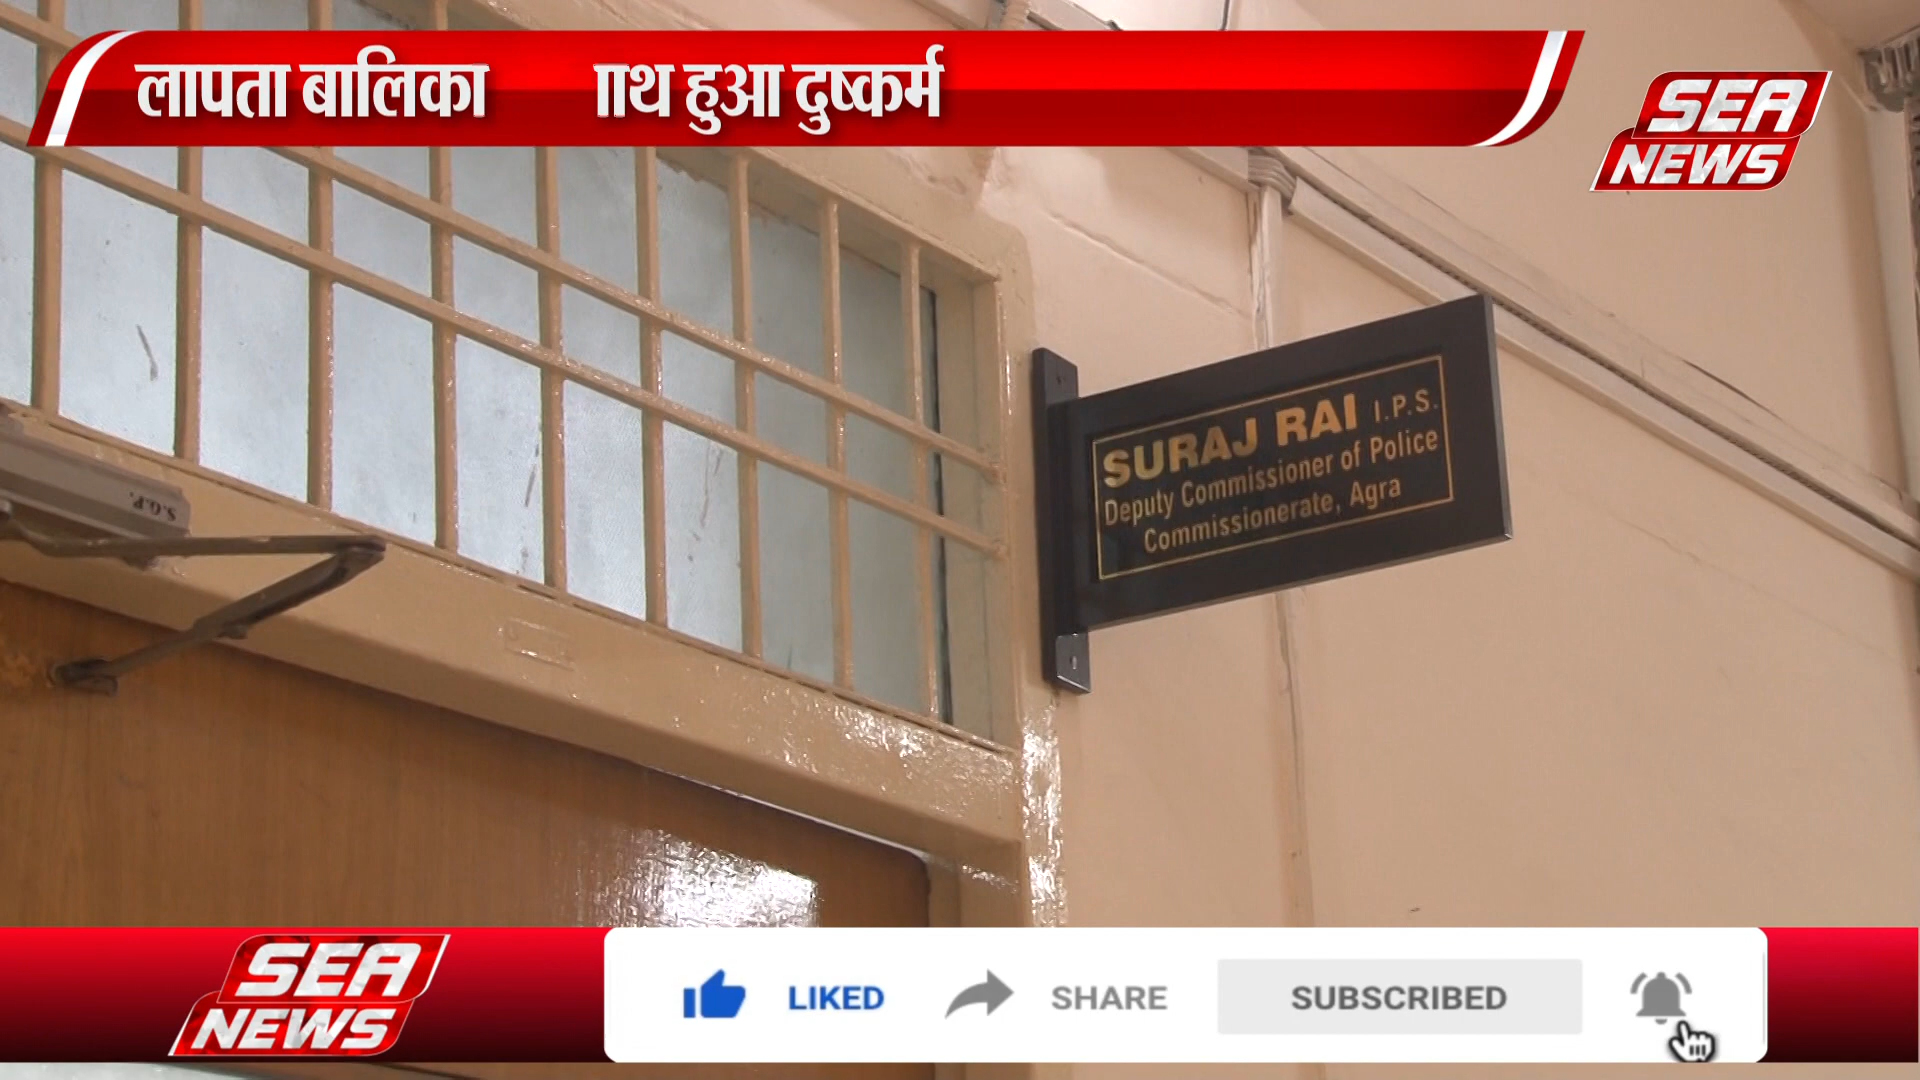 लापता बालिका ाथ हुआ दुष्कर्म
SEA
NEWS
SURAJ RAI I.P.S.
Deputy Commissioner of Police
Commissionerate, Agra
S.G.P.
SEA
NEWS
LIKED SHARE SUBSCRIBED